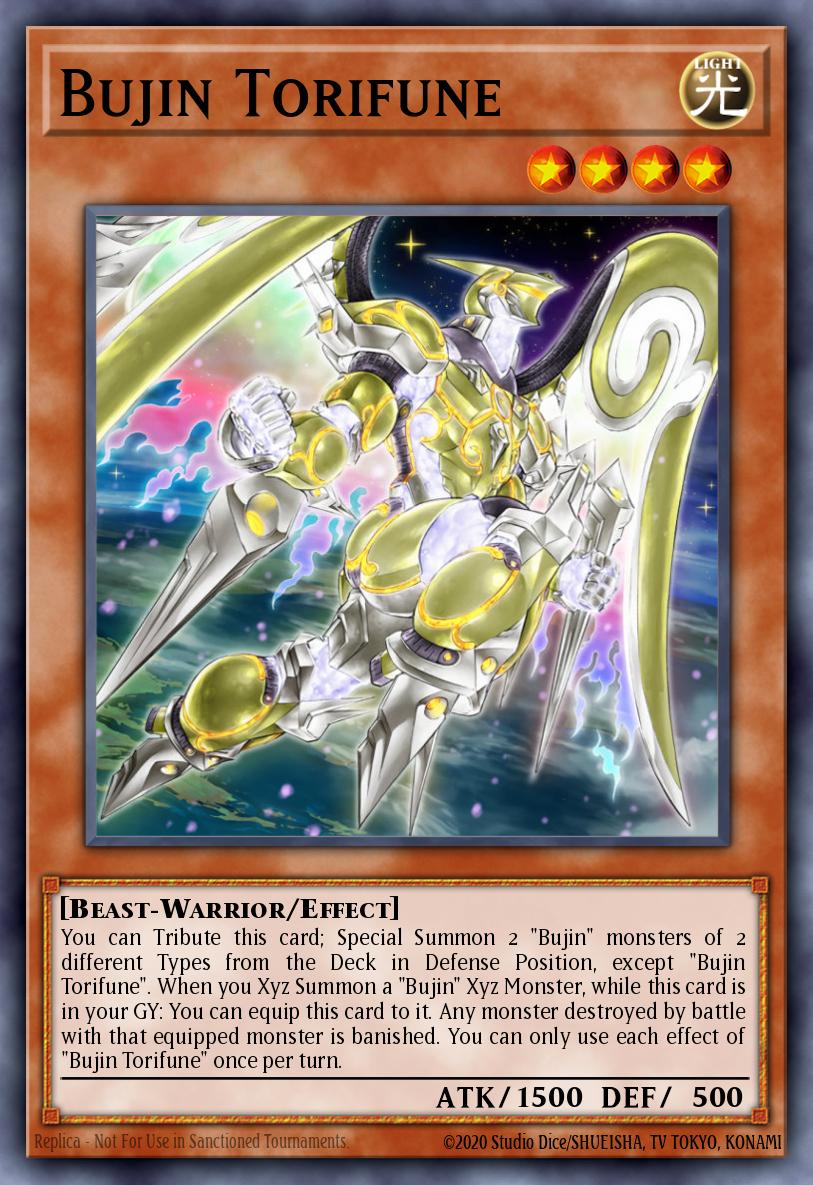 Bujin Torifune
LIGHT
光
[Beast-Warrior/Effect]
You can Tribute this card; Special Summon 2 "Bujin" monsters of 2
different Types from the Deck in Defense Position, except "Bujin
Torifune". When you Xyz Summon a "Bujin" Xyz Monster, while this card is
in your GY: You can equip this card to it. Any monster destroyed by battle
with that equipped monster is banished. You can only use each effect of
"Bujin Torifune" once per turn.
ATK/1500 DEF/ 500
Replica - Not For Use in Sanctioned Tournaments.
©2020 Studio Dice/SHUEISHA, TV TOKYO, KONAMI